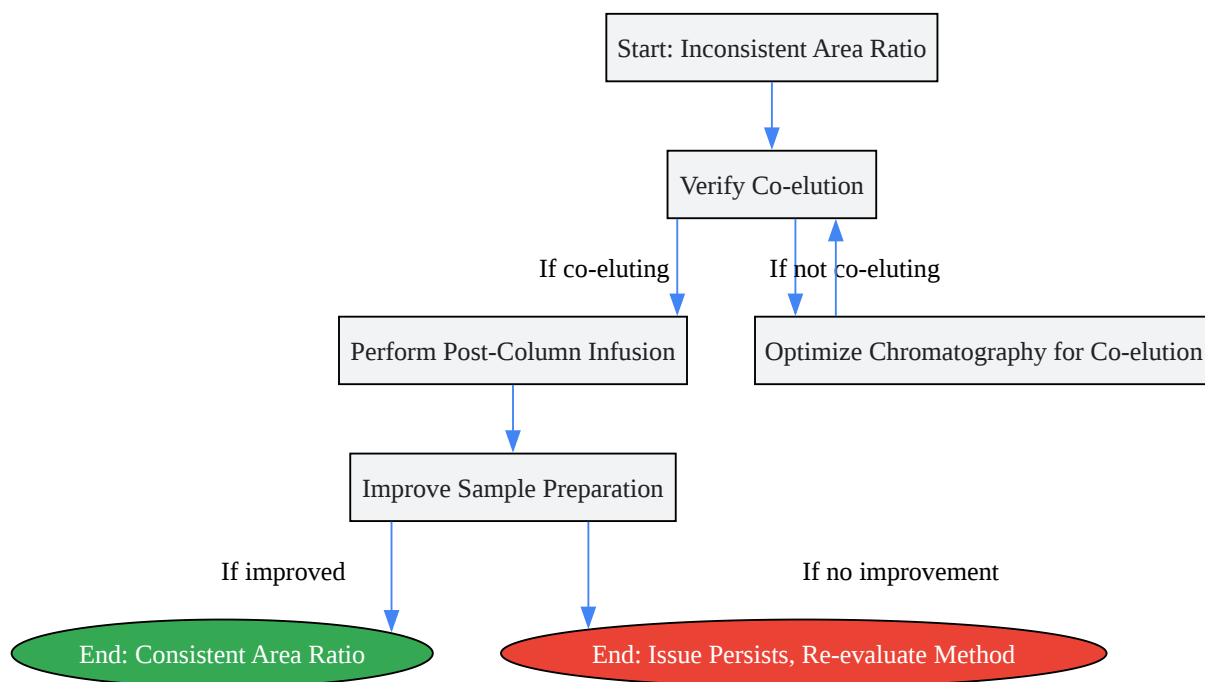 Start: Inconsistent Area Ratio
Verify Co-elution
If co-eluting
If not co-eluting
Perform Post-Column Infusion
Optimize Chromatography for Co-elution
Improve Sample Preparation
If improved
If no improvement
End: Consistent Area Ratio
End: Issue Persists, Re-evaluate Method